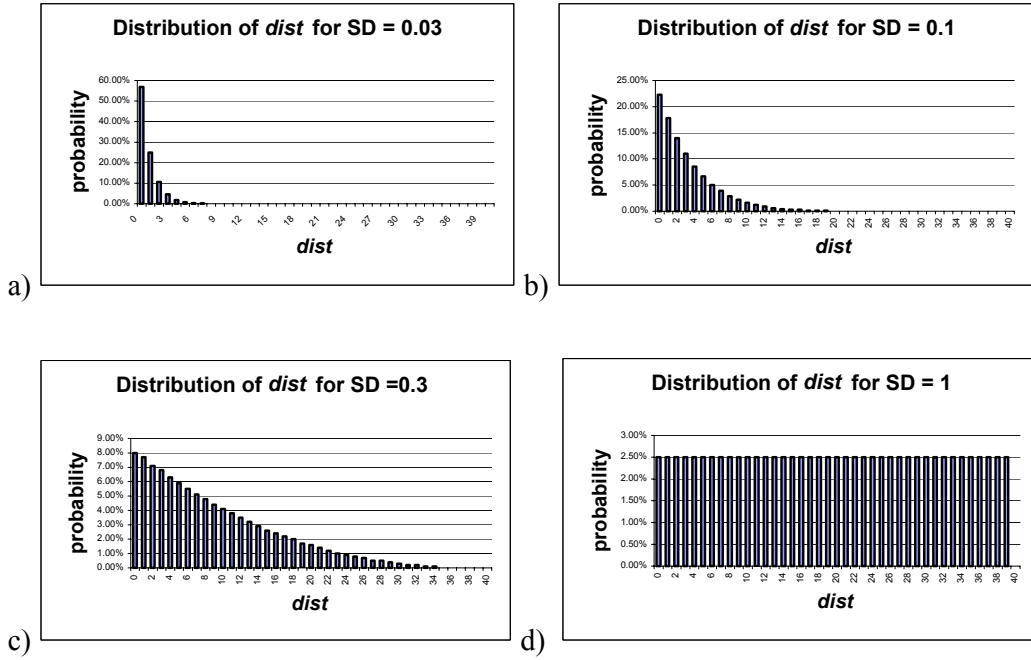 Distribution of dist for SD = 0.03
60.00%
50.00%
40.00%
30.00%
20.00%
10.00%
0.00%
probability
0 3 6 9 12 15 18 21 24 27 30 33 36 39
dist
a)
Distribution of dist for SD = 0.1
25.00%
20.00%
15.00%
10.00%
5.00%
0.00%
probability
0 2 4 6 8 10 12 14 16 18 20 22 24 26 28 30 32 34 36 38 40
dist
b)
Distribution of dist for SD =0.3
9.00%
8.00%
7.00%
6.00%
5.00%
4.00%
3.00%
2.00%
1.00%
0.00%
probability
0 2 4 6 8 10 12 14 16 18 20 22 24 26 28 30 32 34 36 38 40
dist
c)
Distribution of dist for SD = 1
3.00%
2.50%
2.00%
1.50%
1.00%
0.50%
0.00%
probability
0 2 4 6 8 10 12 14 16 18 20 22 24 26 28 30 32 34 36 38 40
dist
d)